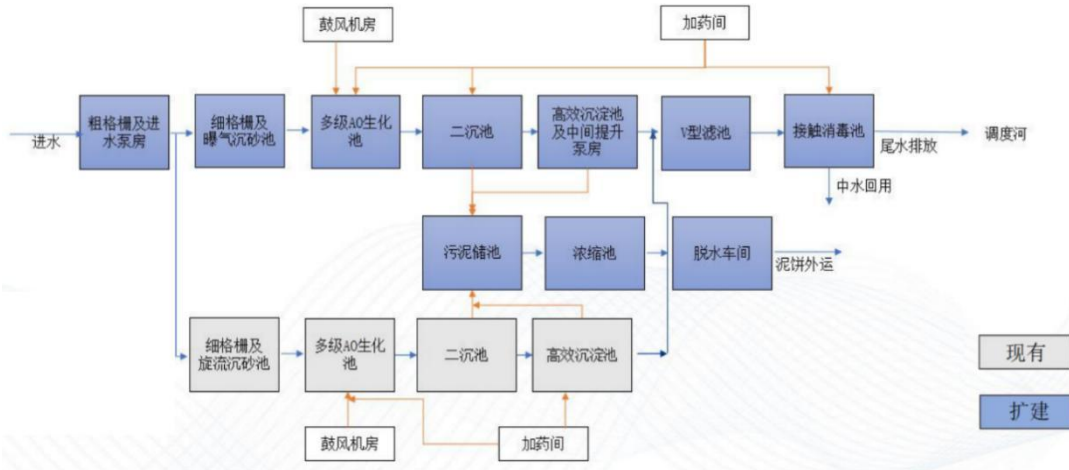 鼓风机房
加药间
进水
粗格栅及进
水泵房
细格栅及
曝气沉砂池
多级AO生化
池
二沉池
高效沉淀池
及中间提升
泵房
V型滤池
接触消毒池
尾水排放
调度河
中水回用
污泥储池
浓缩池
脱水车间
泥饼外运
细格栅及
旋流沉砂池
多级AO生化
池
二沉池
高效沉淀池
现有
扩建
鼓风机房
加药间